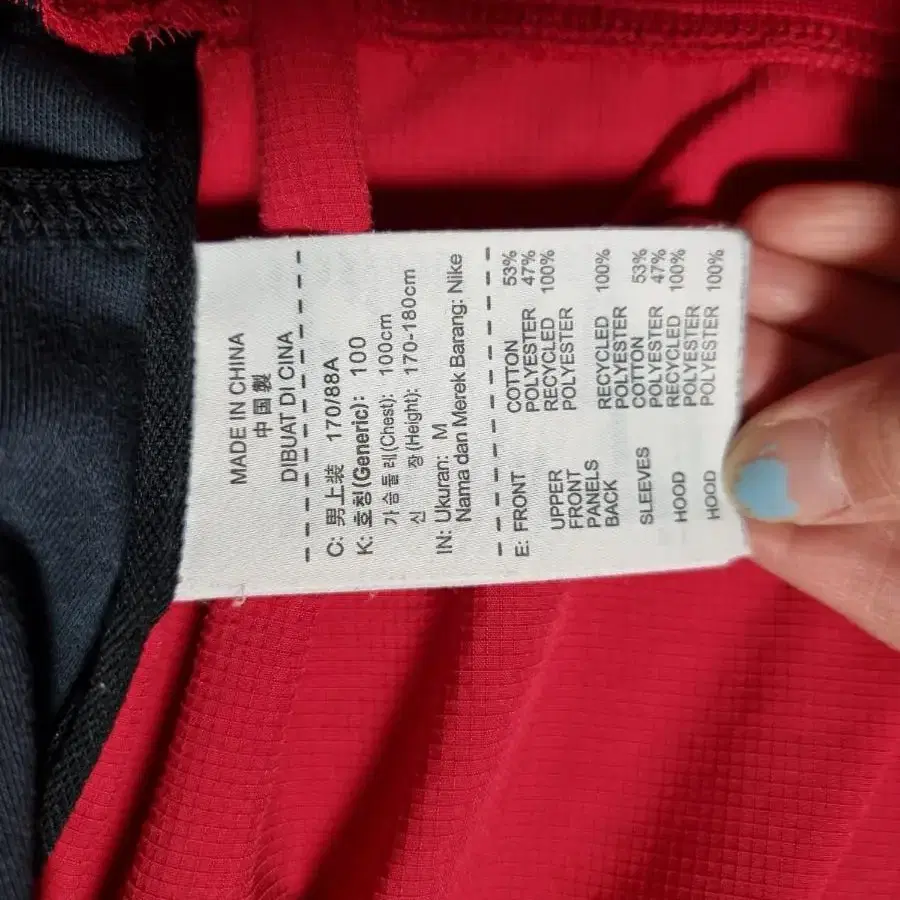 MADE IN CHINA
中国製
DIBUAT DI CINA
C: 男上装 170/88A
K: 호칭(Generic): 100
가슴둘레(Chest): 100cm
신 장(Height): 170-180cm
IN: Ukuran: M
Nama dan Merek Barang: Nike
E: FRONT COTTON 53%
POLYESTER 47%
UPPER RECYCLED 100%
FRONT POLYESTER
PANELS
BACK RECYCLED 100%
POLYESTER
SLEEVES COTTON 53%
POLYESTER 47%
HOOD RECYCLED 100%
POLYESTER
HOOD POLYESTER 100%